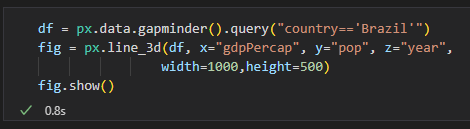 df = px.data.gapminder().query("country=='Brazil'")
fig = px.line_3d(df, x="gdpPercap", y="pop", z="year",
width=1000,height=500)
fig.show()
0.8s